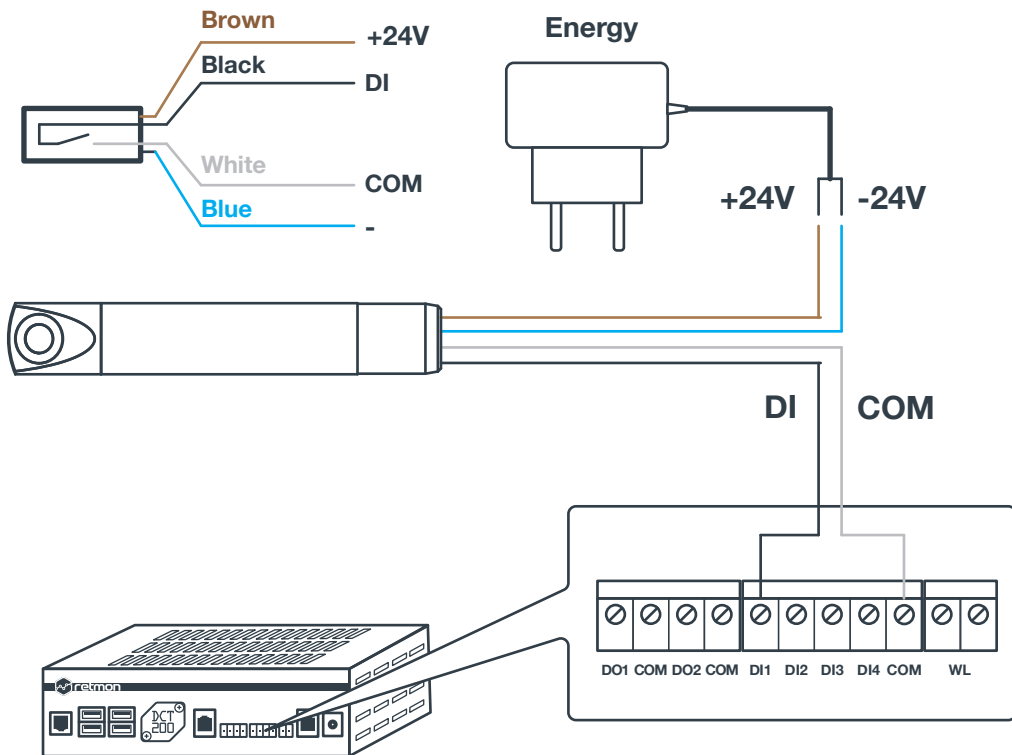 Brown
+24V
Black
DI
White
COM
Blue
-
Energy
+24V -24V
DI COM
DO1 COM DO2 COM DI1 DI2 DI3 DI4 COM WL
retmon
DCT
200